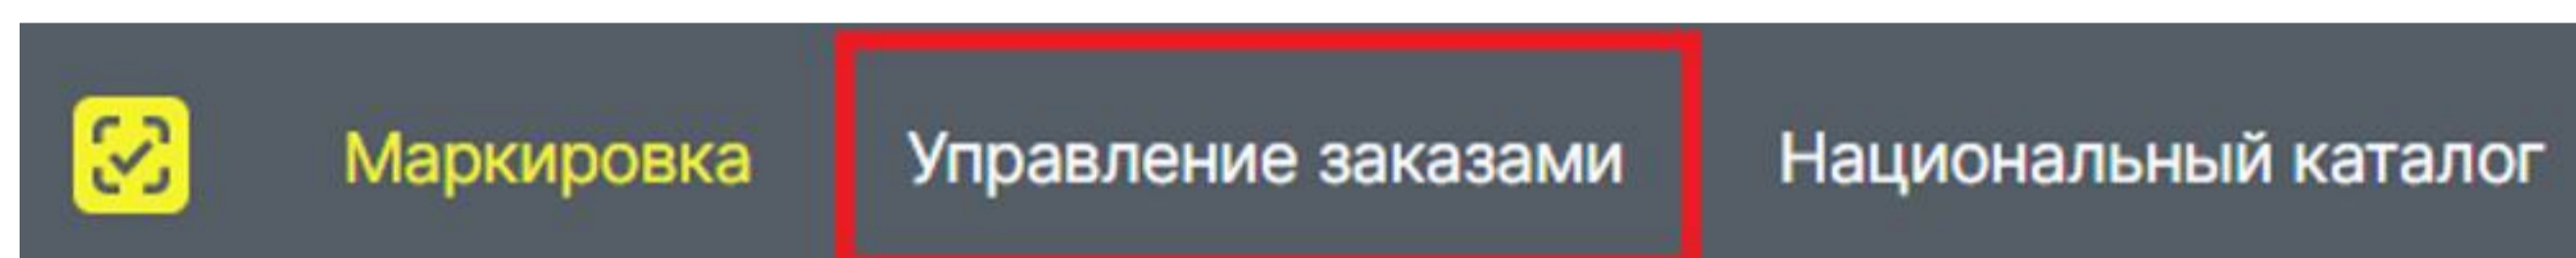 Маркировка Управление заказами Национальный каталог